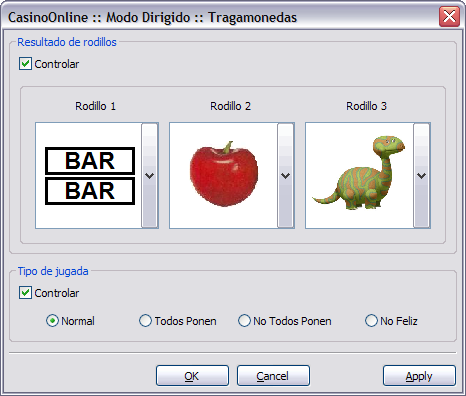 CasinoOnline :: Modo Dirigido :: Tragamonedas
Resultado de rodillos
Controlar
Rodillo 1 Rodillo 2 Rodillo 3
BAR
BAR
Tipo de jugada
Controlar
Normal Todos Ponen No Todos Ponen No Feliz
OK Cancel Apply